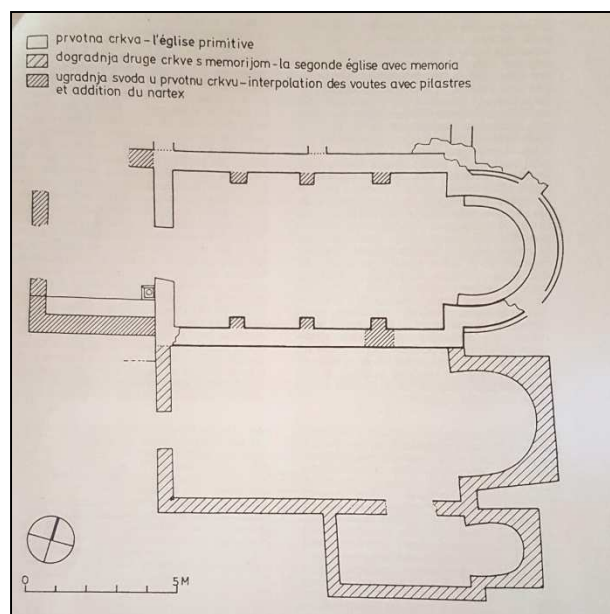 prvotna crkva - l'église primitive
dogradnja druge crkve s memorijom - la segonde église avec memoria
ugradnja svoda u prvotnu crkvu - interpolation des voutes avec pilastres
et addition du nartex
0 5 M